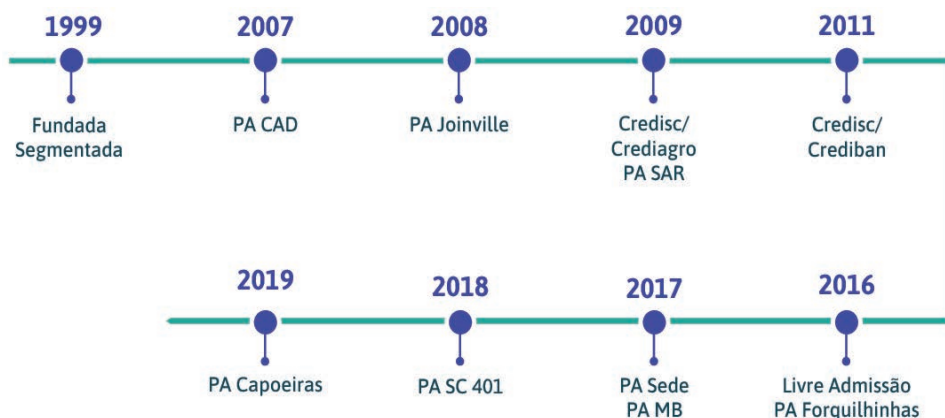 1999
2007
2008
2009
2011
Fundada
Segmentada
PA CAD
PA Joinville
Credisc/
Crediagro
PA SAR
Credisc/
Crediban
2019
2018
2017
2016
PA Capoeiras
PA SC 401
PA Sede
PA MB
Livre Admissão
PA Forquilhinhas